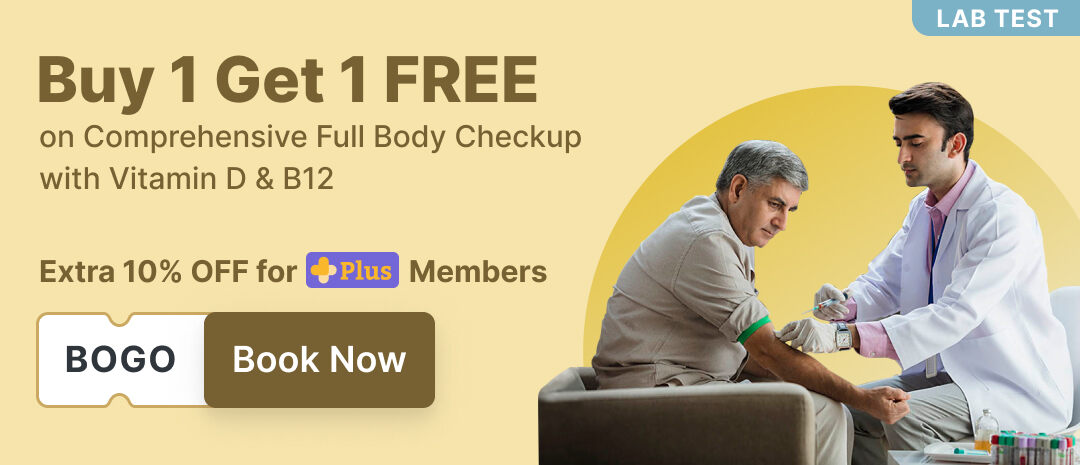 LAB TEST
Buy 1 Get 1 FREE
on Comprehensive Full Body Checkup
with Vitamin D & B12
Extra 10% OFF for Plus Members
BOGO Book Now